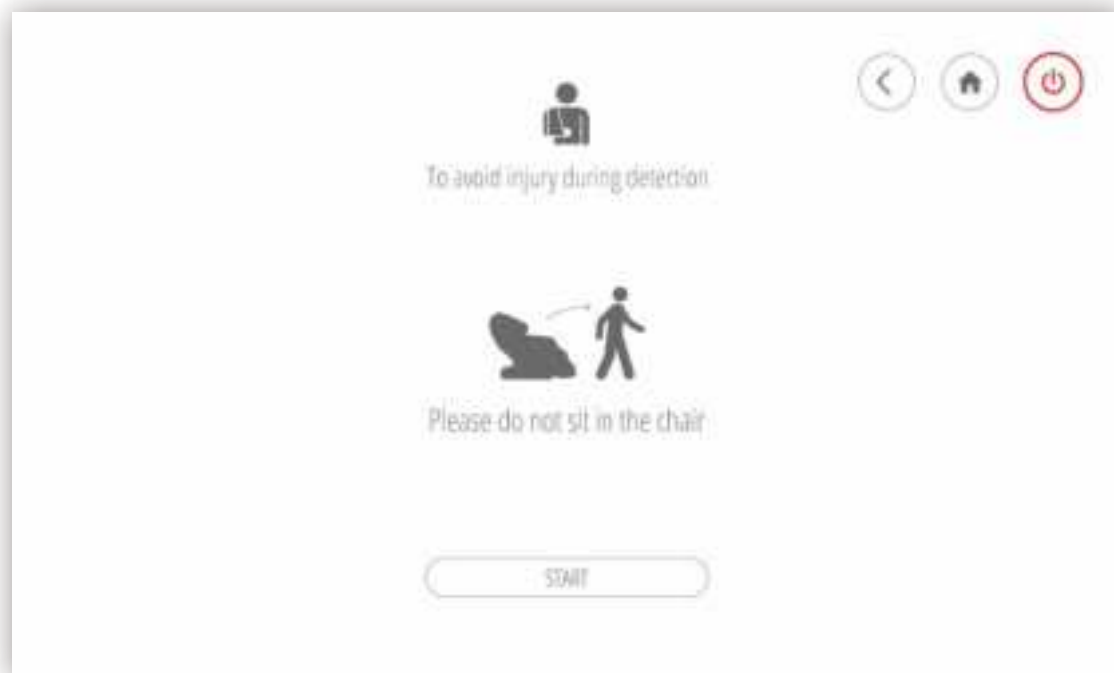 To avoid injury during detection
Please do not sit in the chair
START